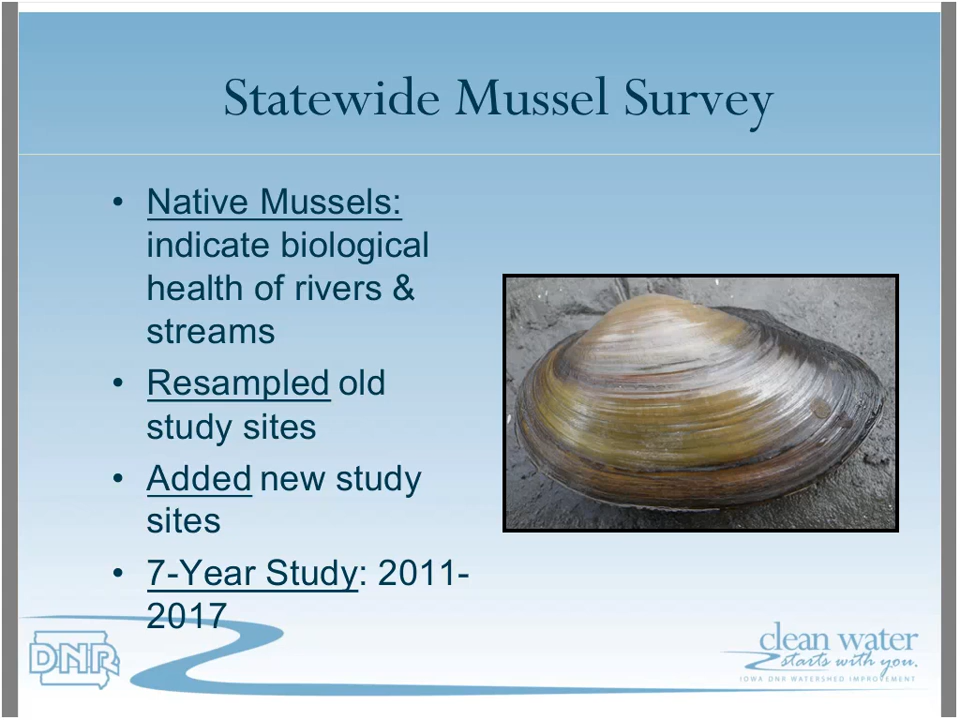 Statewide Mussel Survey
• Native Mussels:
indicate biological
health of rivers &
streams
• Resampled old
study sites
• Added new study
sites
• 7-Year Study: 2011-
2017
DNR
clean water
starts with you.
IOWA DNR WATERSHED IMPROVEMENT